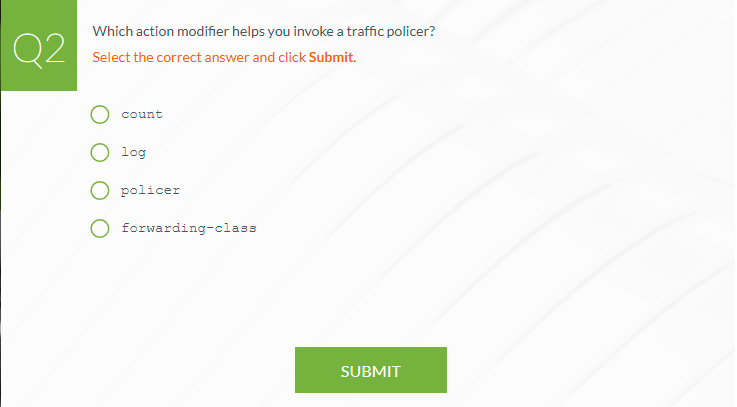 Q2
Which action modifier helps you invoke a traffic policer?
Select the correct answer and click Submit.
count
log
policer
forwarding-class
SUBMIT